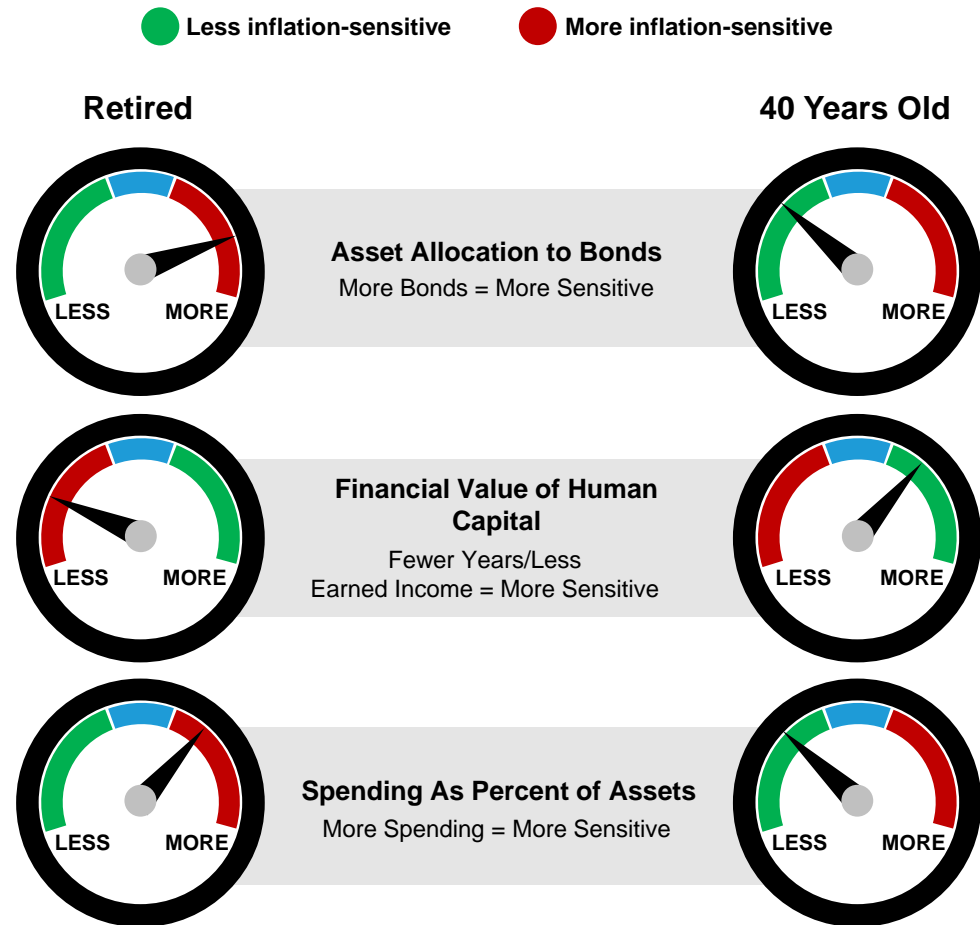 Less inflation-sensitive
More inflation-sensitive
Retired
40 Years Old
LESS
MORE
Asset Allocation to Bonds
More Bonds = More Sensitive
LESS
MORE
LESS
MORE
Financial Value of Human
Capital
Fewer Years/Less
Earned Income = More Sensitive
LESS
MORE
LESS
MORE
Spending As Percent of Assets
More Spending = More Sensitive
LESS
MORE